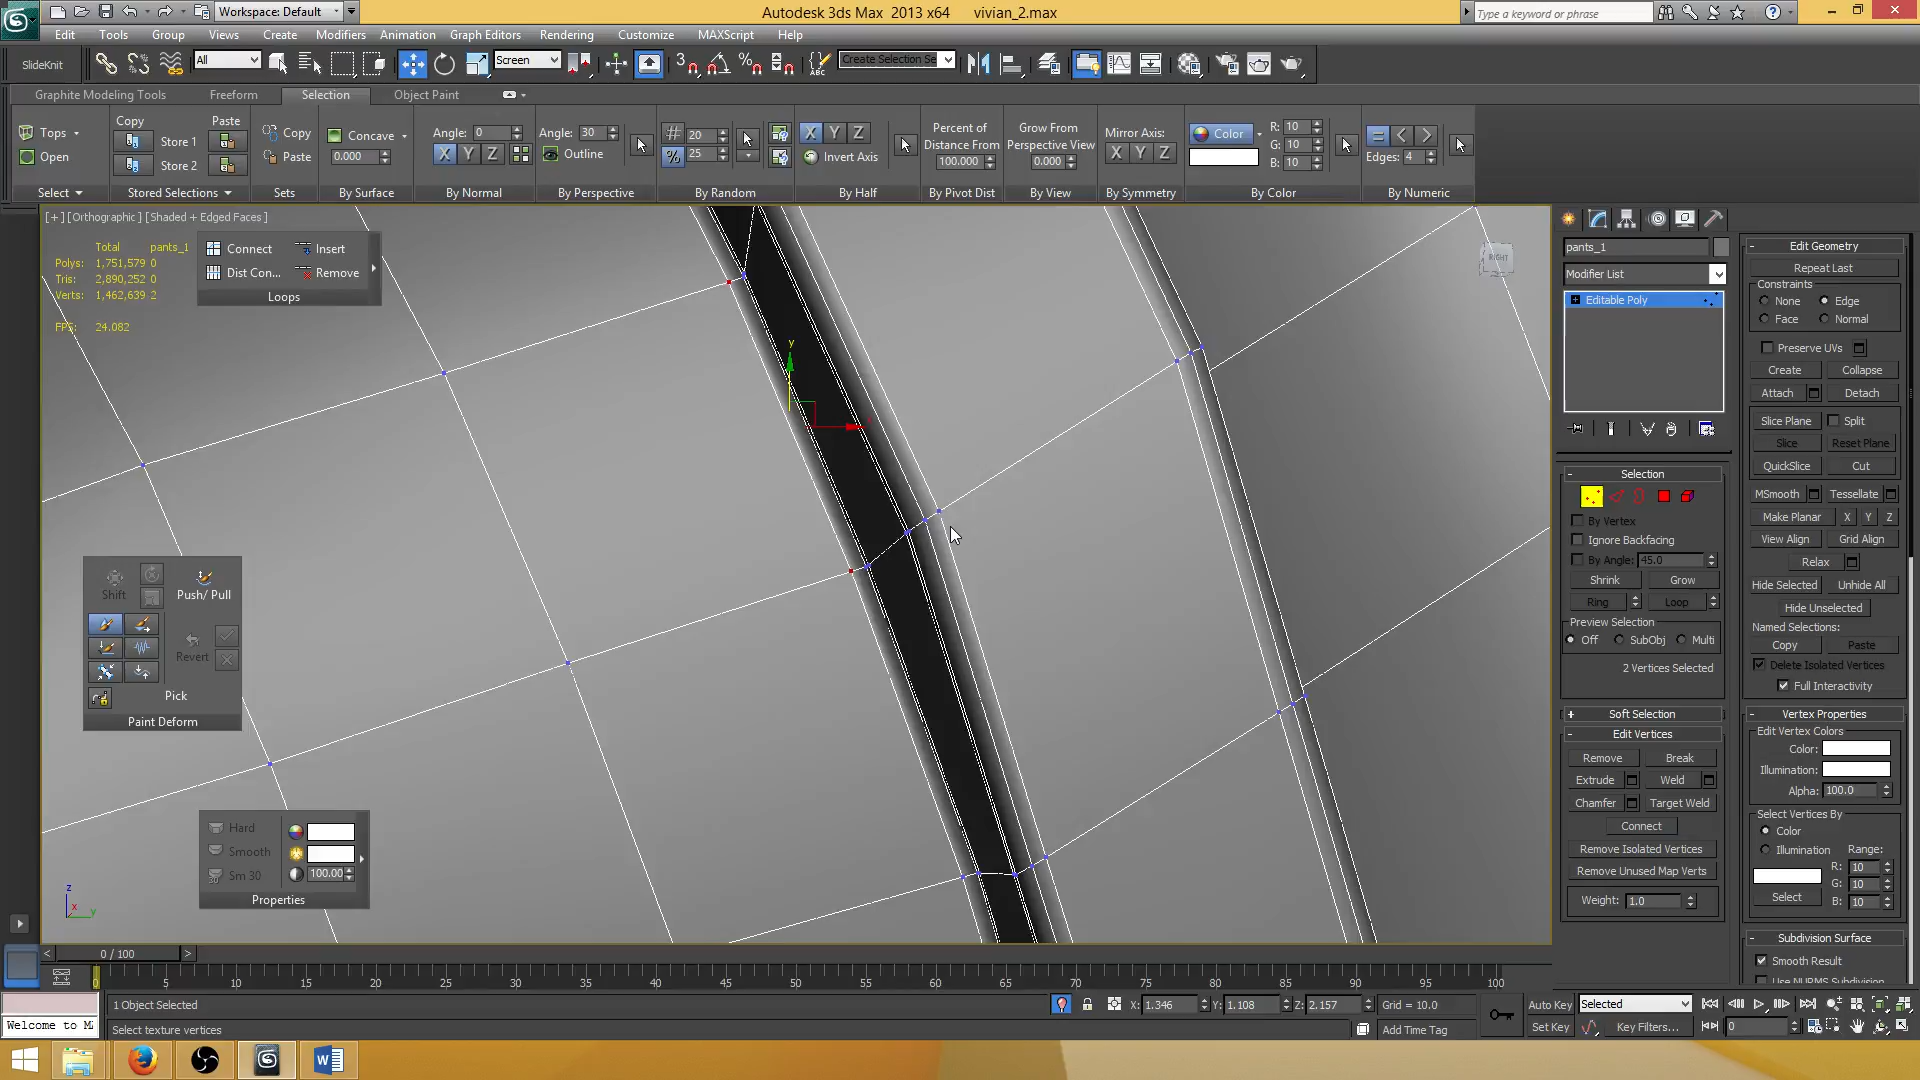 Workspace: Default
Autodesk 3ds Max 2013 x64 vivian_2.max
Type a keyword or phrase
Edit Tools Group Views Create Modifiers Animation Graph Editors Rendering Customize MAXScript Help
SlideKnit
All
Screen
Create Selection Se
Graphite Modeling Tools Freeform Selection Object Paint
Tops
Open
Select
Copy Paste
Store 1
Store 2
Stored Selections
Copy
Paste
Sets
Concave
0.000
By Surface
Angle: 0
X Y Z
By Normal
Angle: 30
Outline
By Perspective
20
25
By Random
X Y Z
Invert Axis
By Half
Percent of
Distance From
100.000
By Pivot Dist
Grow From
Perspective View
0.000
By View
Mirror Axis:
X Y Z
By Symmetry
Color
R: 10
G: 10
B: 10
By Color
Edges: 4
By Numeric
[+] [Orthographic] [Shaded + Edged Faces]
Total pants_1
Polys: 1,751,579 0
Tris: 2,890,252 0
Verts: 1,462,639 2
FPS: 24.082
Connect Insert
Dist Con... Remove
Loops
RIGHT
y
Shift
Push/ Pull
Revert
Pick
Paint Deform
Hard
Smooth
Sm 30
100.00
Properties
z
x
y
pants_1
Modifier List
Editable Poly
Selection
By Vertex
Ignore Backfacing
By Angle: 45.0
Shrink Grow
Ring Loop
Preview Selection
Off SubObj Multi
2 Vertices Selected
Soft Selection
Edit Vertices
Remove Break
Extrude Weld
Chamfer Target Weld
Connect
Remove Isolated Vertices
Remove Unused Map Verts
Weight: 1.0
Edit Geometry
Repeat Last
Constraints
None Edge
Face Normal
Preserve UVs
Create Collapse
Attach Detach
Slice Plane Split
Slice Reset Plane
QuickSlice Cut
MSmooth Tessellate
Make Planar X Y Z
View Align Grid Align
Relax
Hide Selected Unhide All
Hide Unselected
Named Selections:
Copy Paste
Delete Isolated Vertices
Full Interactivity
Vertex Properties
Edit Vertex Colors
Color:
Illumination:
Alpha: 100.0
Select Vertices By
Color
Illumination Range:
R: 10
G: 10
B: 10
Select
Subdivision Surface
Smooth Result
Use NURMS Subdivision
0 / 100
0 5 10 15 20 25 30 35 40 45 50 55 60 65 70 75 80 85 90 95 100
1 Object Selected
X: 1.346 Y: 1.108 Z: 2.157 Grid = 10.0
Auto Key Selected
Welcome to M
Select texture vertices
Add Time Tag
Set Key Key Filters... 0